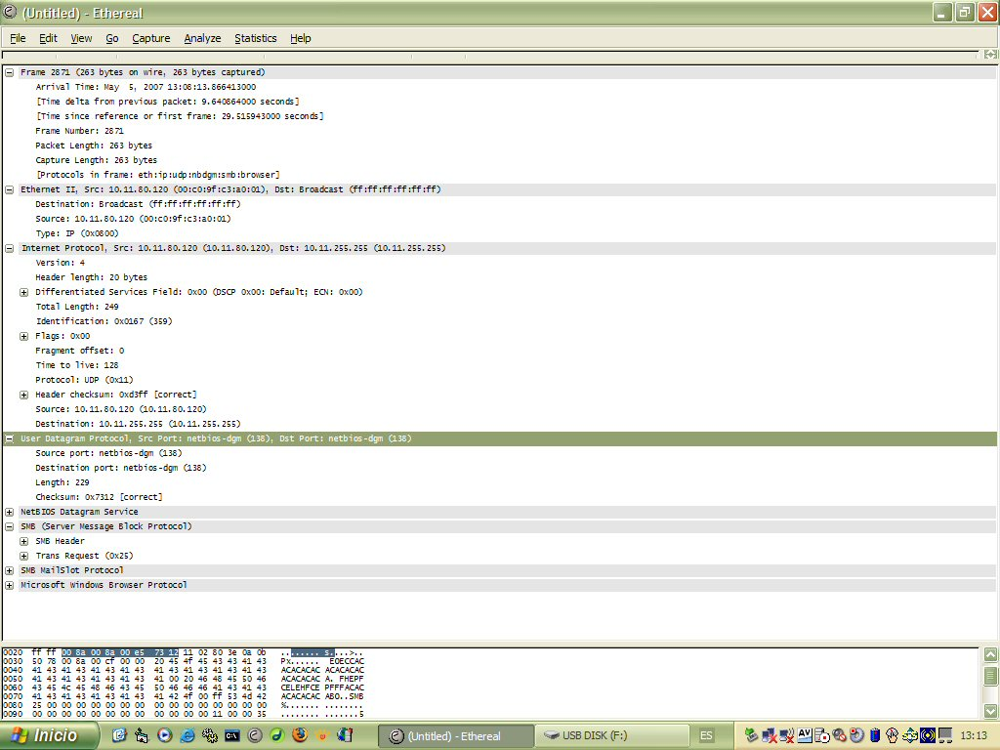 (Untitled) - Ethereal
File Edit View Go Capture Analyze Statistics Help
Frame 2871 (263 bytes on wire, 263 bytes captured)
Arrival Time: May  5, 2007 13:08:13.866413000
[Time delta from previous packet: 9.640864000 seconds]
[Time since reference or first frame: 29.515943000 seconds]
Frame Number: 2871
Packet Length: 263 bytes
Capture Length: 263 bytes
[Protocols in frame: eth:ip:udp:nbdgm:smb:browser]
Ethernet II, Src: 10.11.80.120 (00:c0:9f:c3:a0:01), Dst: Broadcast (ff:ff:ff:ff:ff:ff)
Destination: Broadcast (ff:ff:ff:ff:ff:ff)
Source: 10.11.80.120 (00:c0:9f:c3:a0:01)
Type: IP (0x0800)
Internet Protocol, Src: 10.11.80.120 (10.11.80.120), Dst: 10.11.255.255 (10.11.255.255)
Version: 4
Header length: 20 bytes
Differentiated Services Field: 0x00 (DSCP 0x00: Default; ECN: 0x00)
Total Length: 249
Identification: 0x0167 (359)
Flags: 0x00
Fragment offset: 0
Time to live: 128
Protocol: UDP (0x11)
Header checksum: 0xd3ff [correct]
Source: 10.11.80.120 (10.11.80.120)
Destination: 10.11.255.255 (10.11.255.255)
User Datagram Protocol, Src Port: netbios-dgm (138), Dst Port: netbios-dgm (138)
Source port: netbios-dgm (138)
Destination port: netbios-dgm (138)
Length: 229
Checksum: 0x7312 [correct]
NetBIOS Datagram Service
SMB (Server Message Block Protocol)
SMB Header
Trans Request (0x25)
SMB MailSlot Protocol
Microsoft Windows Browser Protocol
0020 ff ff 00 8a 00 8a 00 e5 73 12 11 02 80 3e 0a 0b ........ s....>..
0030 50 78 00 8a 00 cf 00 00 20 45 4f 45 43 43 41 43 Px...... EOECCAC
0040 41 43 41 43 41 43 41 43 41 43 41 43 41 43 41 43 ACACACAC ACACACAC
0050 41 43 41 43 41 43 41 43 41 00 20 46 48 45 50 46 ACACACAC A. FHEPF
0060 43 45 4c 45 48 46 43 45 50 46 46 46 41 43 41 43 CELEHFCE PFFFACAC
0070 41 43 41 43 41 43 41 43 41 42 4f 00 ff 53 4d 42 ACACACAC ABO..SMB
0080 25 00 00 00 00 00 00 00 00 00 00 00 00 00 00 00 %....... ........
0090 00 00 00 00 00 00 00 00 00 00 00 00 11 00 00 35 ........ .......5
Inicio (Untitled) - Ethereal USB DISK (F:) ES AV 13:13